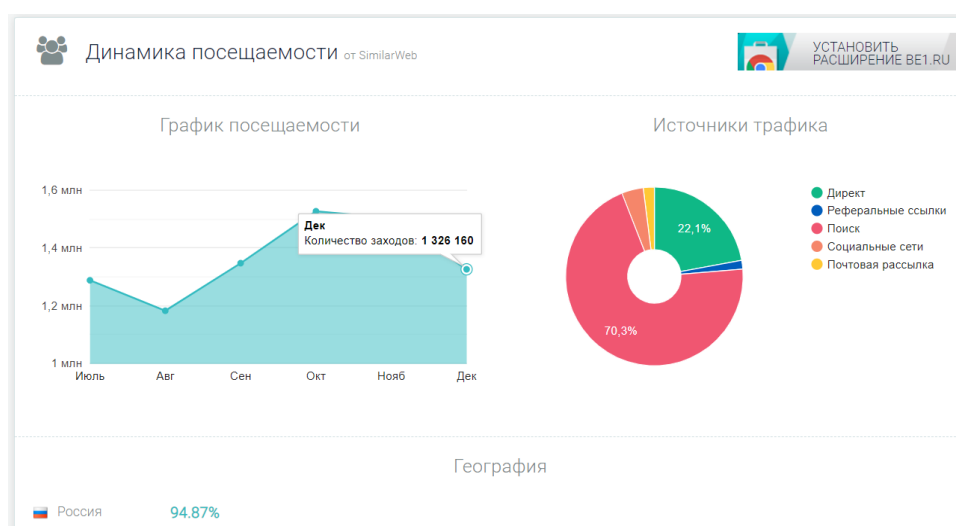 Динамика посещаемости от SimilarWeb
УСТАНОВИТЬ
РАСШИРЕНИЕ BE1.RU
График посещаемости
1,6 млн
1,4 млн
1,2 млн
1 млн
Июль Авг Сен Окт Нояб Дек
Дек
Количество заходов: 1 326 160
Источники трафика
22,1%
70,3%
Директ
Реферальные ссылки
Поиск
Социальные сети
Почтовая рассылка
География
Россия 94.87%